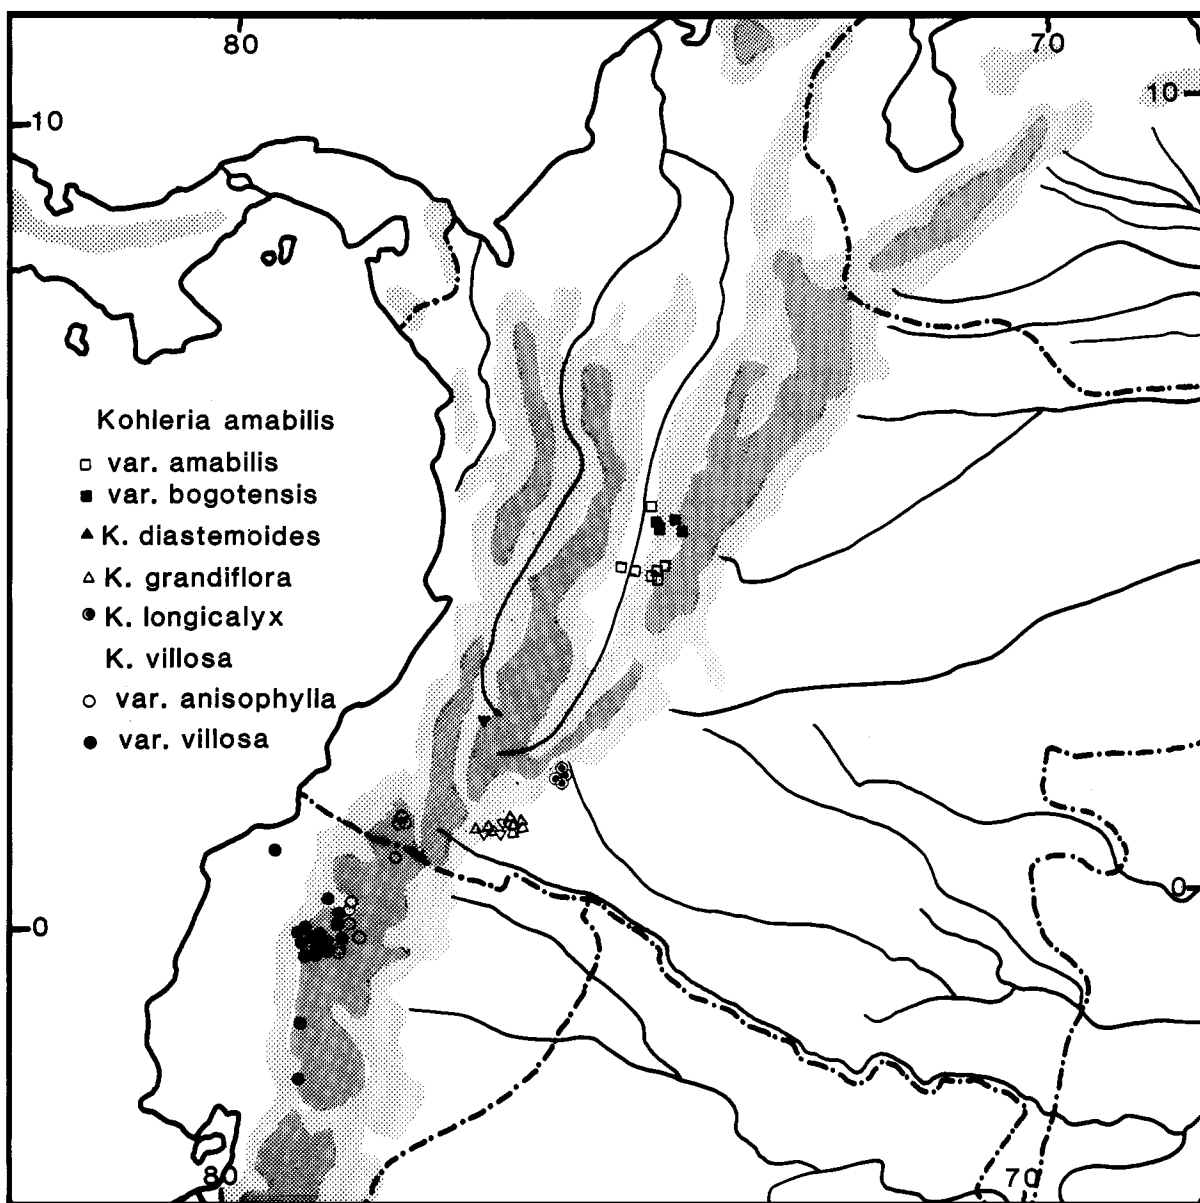 80
70
10
10
Kohleria amabilis
var. amabilis
var. bogotensis
K. diastemoides
K. grandiflora
K. longicalyx
K. villosa
var. anisophylla
var. villosa
0
0
80
70